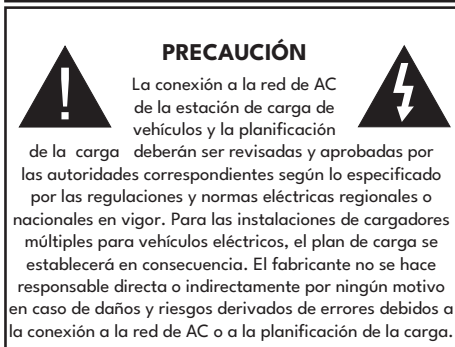 PRECAUCIÓN
La conexión a la red de AC
de la estación de carga de
vehículos y la planificación
de la carga deberán ser revisadas y aprobadas por
las autoridades correspondientes según lo especificado
por las regulaciones y normas eléctricas regionales o
nacionales en vigor. Para las instalaciones de cargadores
múltiples para vehículos eléctricos, el plan de carga se
establecerá en consecuencia. El fabricante no se hace
responsable directa o indirectamente por ningún motivo
en caso de daños y riesgos derivados de errores debidos a
la conexión a la red de AC o a la planificación de la carga.